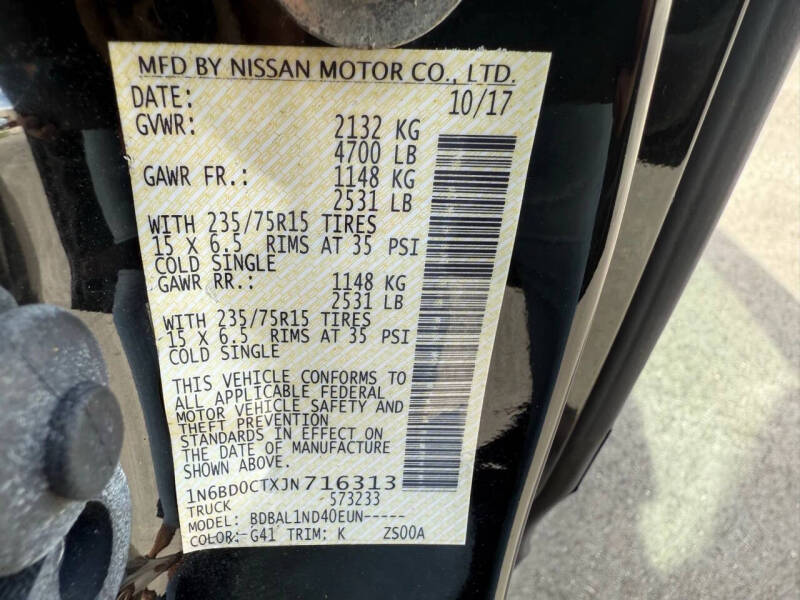 MFD BY NISSAN MOTOR CO., LTD.
DATE: 10/17
GVWR: 2132 KG
4700 LB
GAWR FR.: 1148 KG
2531 LB
WITH 235/75R15 TIRES
15 X 6.5 RIMS AT 35 PSI
COLD SINGLE
GAWR RR.: 1148 KG
2531 LB
WITH 235/75R15 TIRES
15 X 6.5 RIMS AT 35 PSI
COLD SINGLE
THIS VEHICLE CONFORMS TO
ALL APPLICABLE FEDERAL
MOTOR VEHICLE SAFETY AND
THEFT PREVENTION
STANDARDS IN EFFECT ON
THE DATE OF MANUFACTURE
SHOWN ABOVE.
1N6BD0CTXJN716313
TRUCK -573233
MODEL: BDBAL1ND40EUN-----
COLOR:-G41 TRIM: K ZS00A